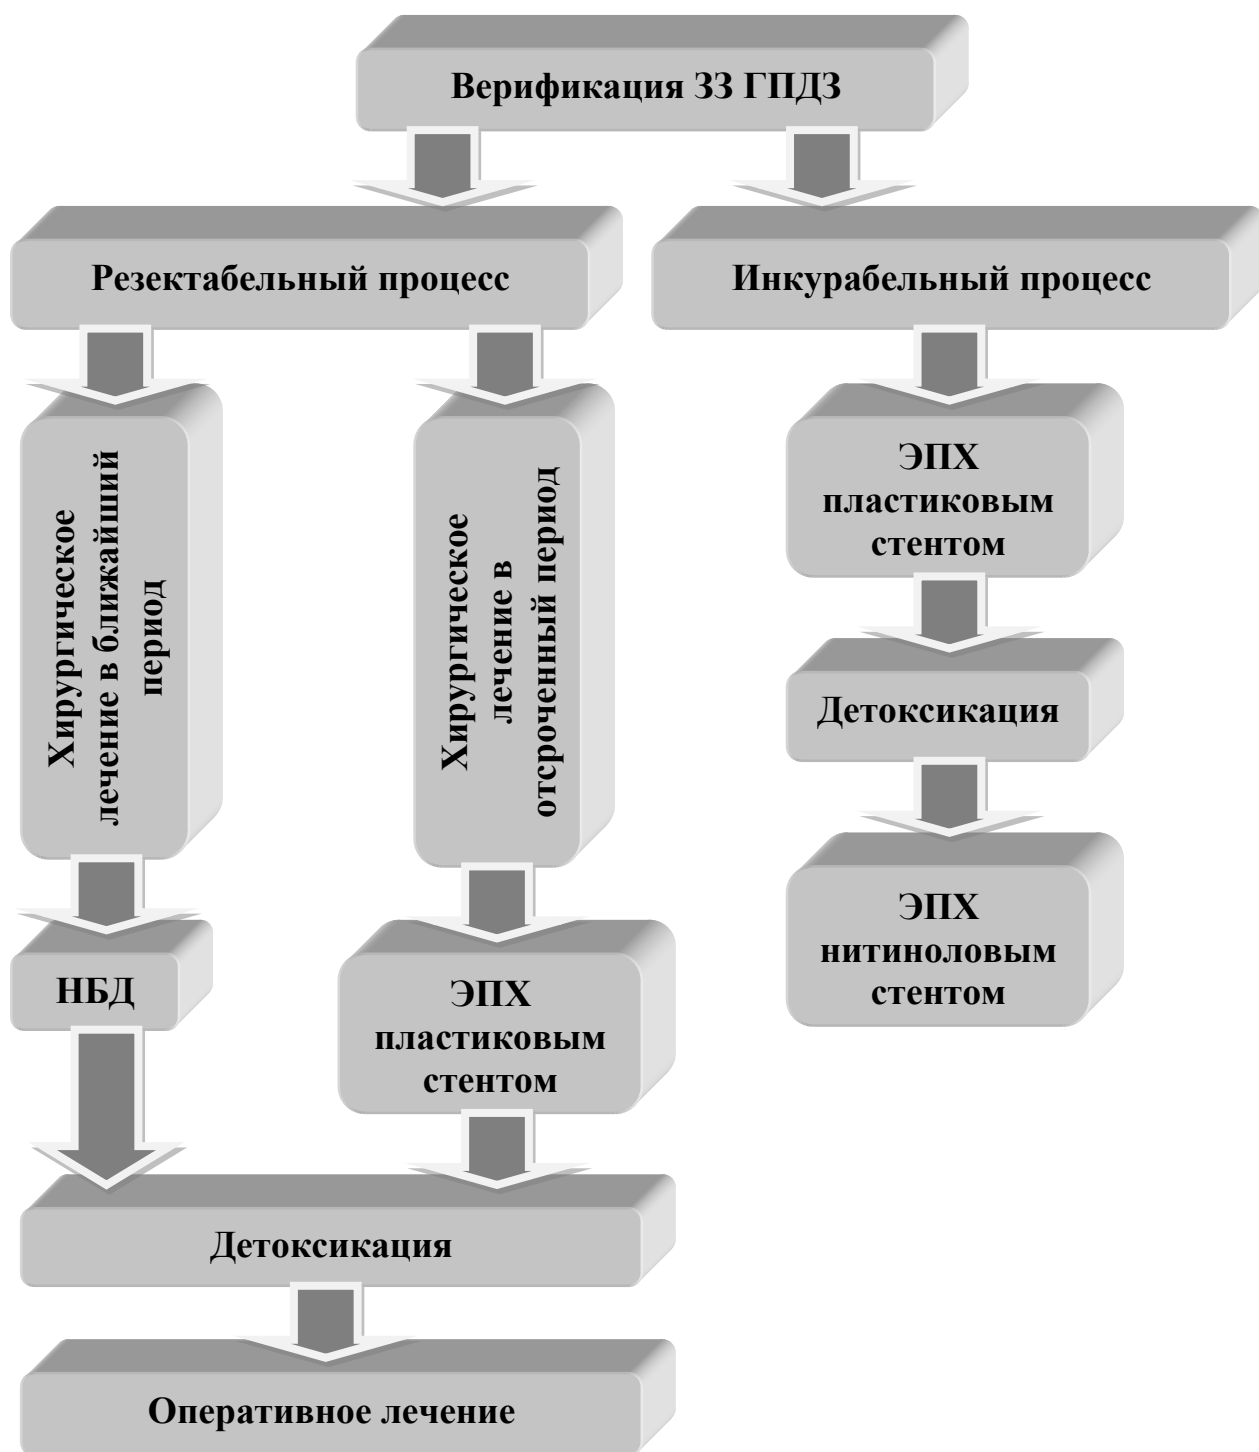 Верификация ЗЗ ГПДЗ
Резектабельный процесс
Инкурабельный процесс
Хирургическое
лечение в ближайший
период
Хирургическое
лечение в
отсроченный период
ЭПХ
пластиковым
стентом
Детоксикация
ЭПХ
нитиноловым
стентом
НБД
ЭПХ
пластиковым
стентом
Детоксикация
Оперативное лечение